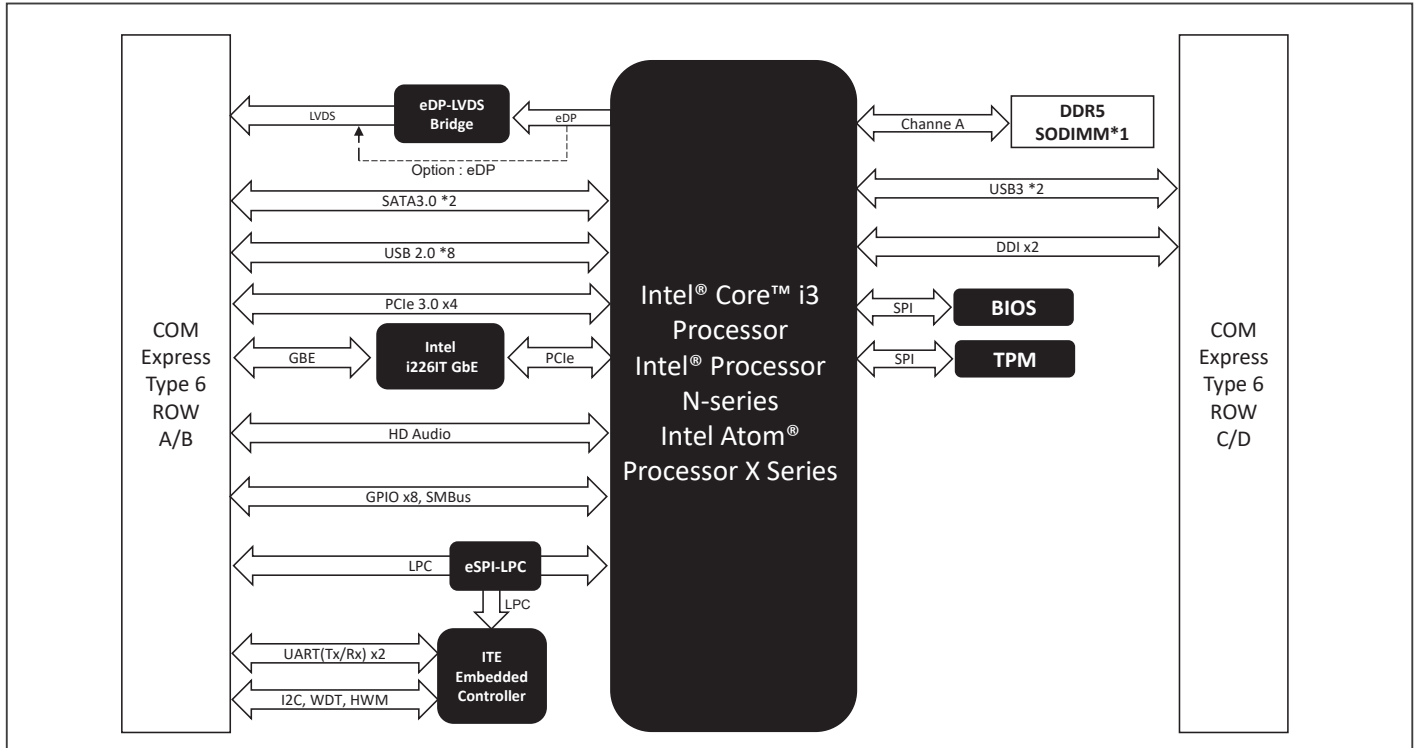 COM
Express
Type 6
ROW
A/B
LVDS
eDP-LVDS
Bridge
eDP
Option : eDP
SATA3.0 *2
USB 2.0 *8
PCIe 3.0 x4
GBE
Intel
i226IT GbE
PCIe
HD Audio
GPIO x8, SMBus
LPC
eSPI-LPC
LPC
UART(Tx/Rx) x2
ITE
Embedded
Controller
I2C, WDT, HWM
Intel® Core™ i3
Processor
Intel® Processor
N-series
Intel Atom®
Processor X Series
Channe A
DDR5
SODIMM*1
USB3 *2
DDI x2
SPI
BIOS
SPI
TPM
COM
Express
Type 6
ROW
C/D